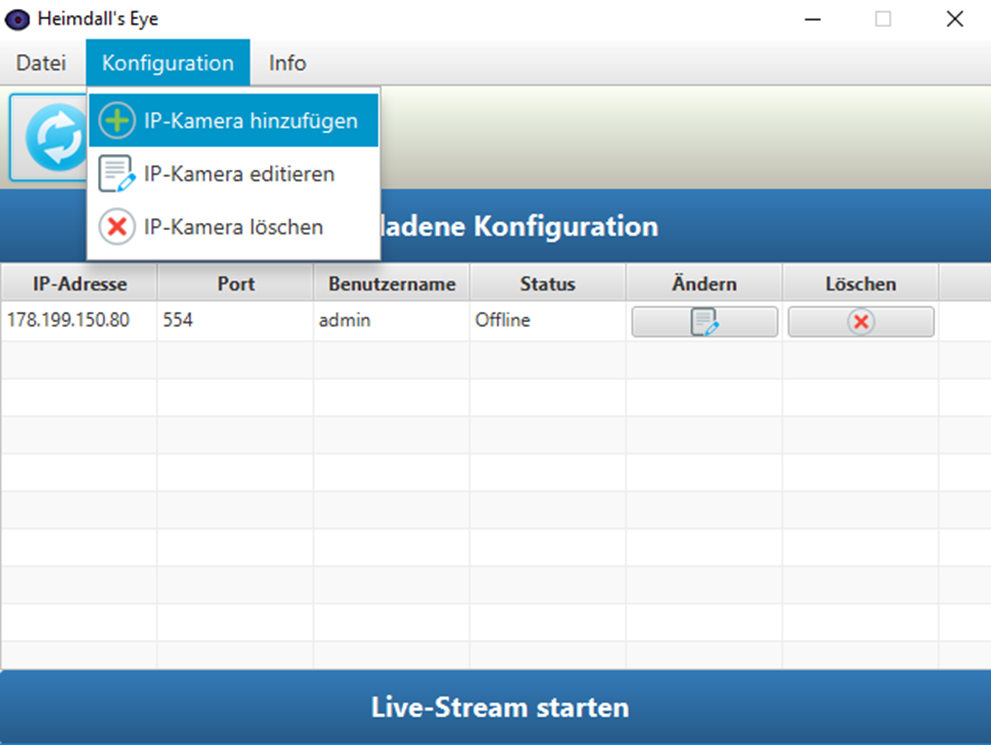 Heimdall's Eye
Datei Konfiguration Info
IP-Kamera hinzufügen
IP-Kamera editieren
IP-Kamera löschen
ladene Konfiguration
IP-Adresse Port Benutzername Status Ändern Löschen
178.199.150.80 554 admin Offline
Live-Stream starten